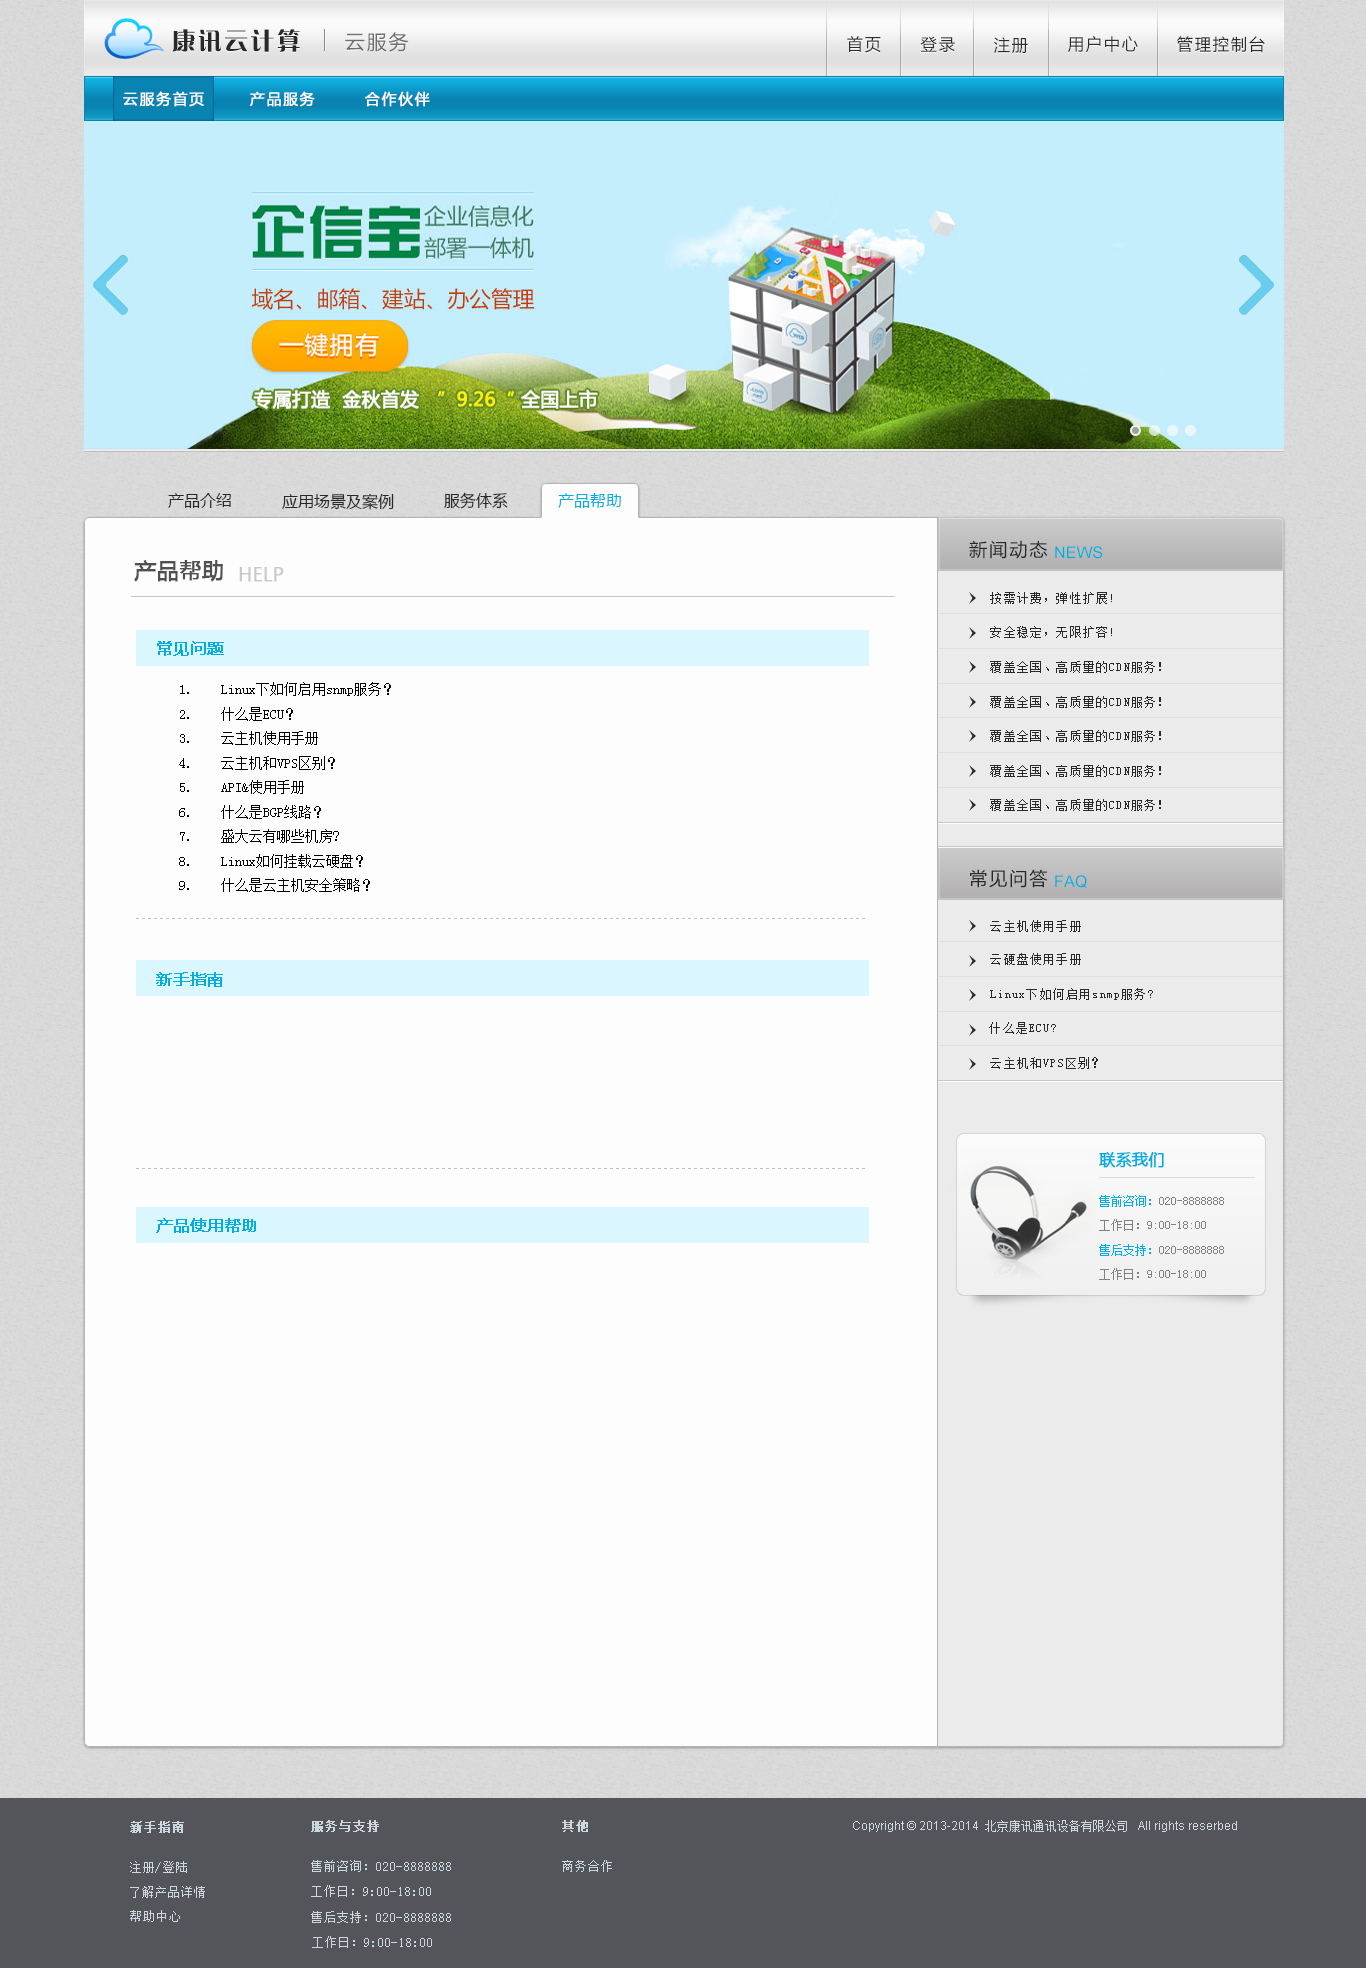 康讯云计算 云服务
首页 登录 注册 用户中心 管理控制台
云服务首页 产品服务 合作伙伴
企信宝 企业信息化
部署一体机
域名、邮箱、建站、办公管理
一键拥有
专属打造 金秋首发 ” 9.26 “ 全国上市
产品介绍 应用场景及案例 服务体系 产品帮助
产品帮助 HELP
常见问题
1. Linux下如何启用snmp服务？
2. 什么是ECU？
3. 云主机使用手册
4. 云主机和VPS区别？
5. API&使用手册
6. 什么是BGP线路？
7. 盛大云有哪些机房?
8. Linux如何挂载云硬盘？
9. 什么是云主机安全策略？
新手指南
产品使用帮助
新闻动态 NEWS
按需计费，弹性扩展!
安全稳定，无限扩容!
覆盖全国、高质量的CDN服务！
覆盖全国、高质量的CDN服务！
覆盖全国、高质量的CDN服务！
覆盖全国、高质量的CDN服务！
覆盖全国、高质量的CDN服务！
常见问答 FAQ
云主机使用手册
云硬盘使用手册
Linux下如何启用snmp服务?
什么是ECU?
云主机和VPS区别？
联系我们
售前咨询：020-8888888
工作日：9:00-18:00
售后支持：020-8888888
工作日：9:00-18:00
新手指南
注册/登陆
了解产品详情
帮助中心
服务与支持
售前咨询：020-8888888
工作日：9:00-18:00
售后支持：020-8888888
工作日：9:00-18:00
其他
商务合作
Copyright © 2013-2014 北京康讯通讯设备有限公司 All rights reserbed